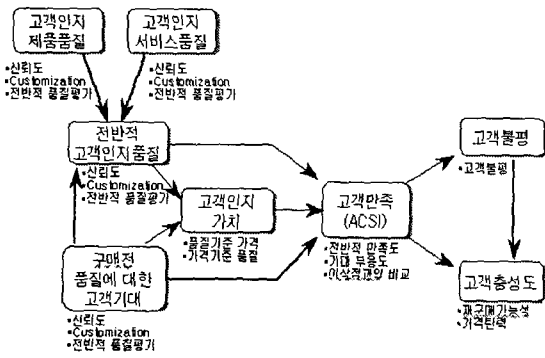 고객인지
제품품질
고객인지
서비스품질
▪신뢰도
▪Customization
▪전반적 품질평가
▪신뢰도
▪Customization
▪전반적 품질평가
전반적
고객인지품질
▪신뢰도
▪Customization
▪전반적 품질평가
고객인지
가치
▪품질기준 가격
▪가격기준 품질
구매전
품질에 대한
고객기대
▪신뢰도
▪Customization
▪전반적 품질평가
고객만족
(ACSI)
▪전반적 만족도
▪기대 부응도
▪이상적과의 비교
고객불평
▪고객불평
고객충성도
▪재구매가능성
▪가격탄력